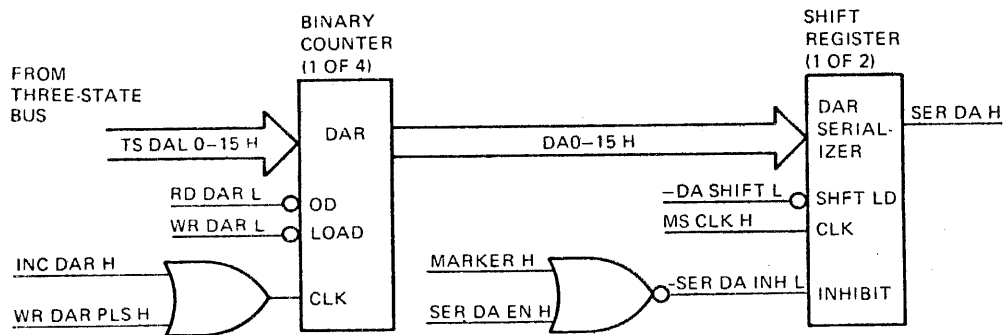 BINARY
COUNTER
(1 OF 4)
SHIFT
REGISTER
(1 OF 2)
FROM
THREE-STATE
BUS
TS DAL 0-15 H
DAR
DA0-15 H
DAR
SERIAL-
IZER
SER DA H
RD DAR L
OD
WR DAR L
LOAD
-DA SHIFT L
SHFT LD
MS CLK H
CLK
INC DAR H
WR DAR PLS H
CLK
MARKER H
SER DA EN H
-SER DA INH L
INHIBIT